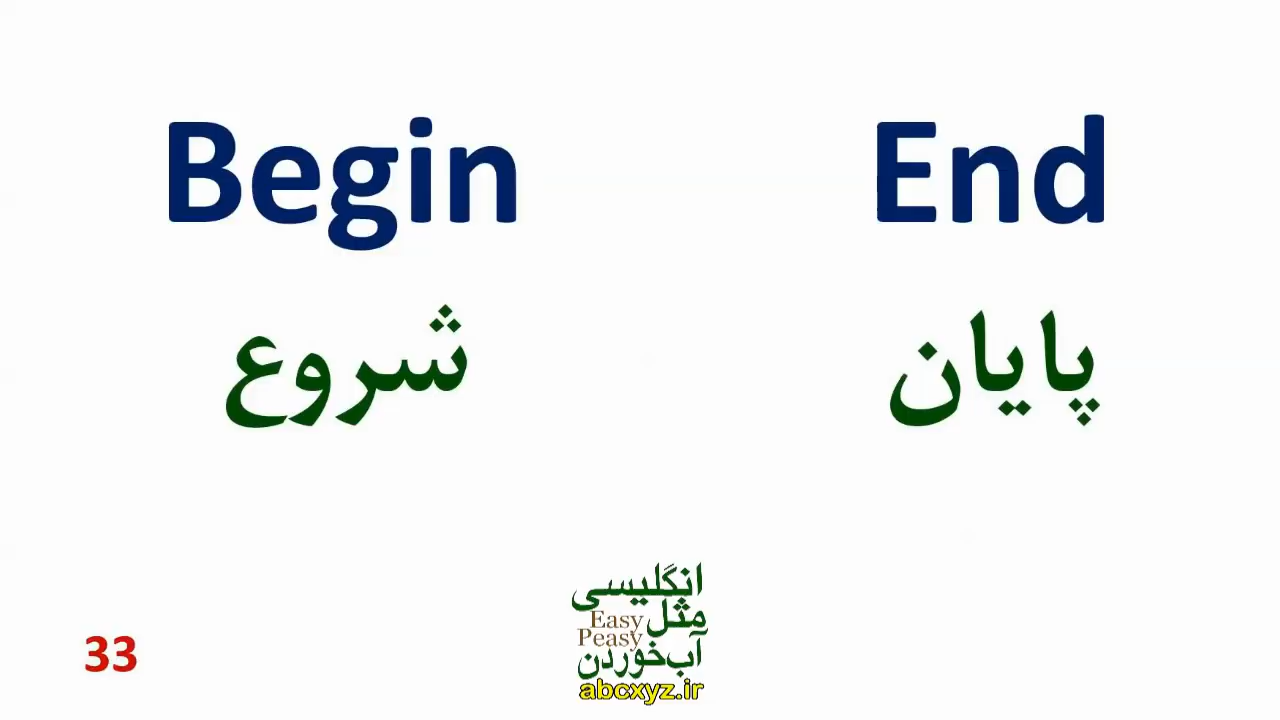 Begin End
شروع پایان
انگلیسی
مثل Easy
Peasy
آب خوردن
abcxyz.ir
33